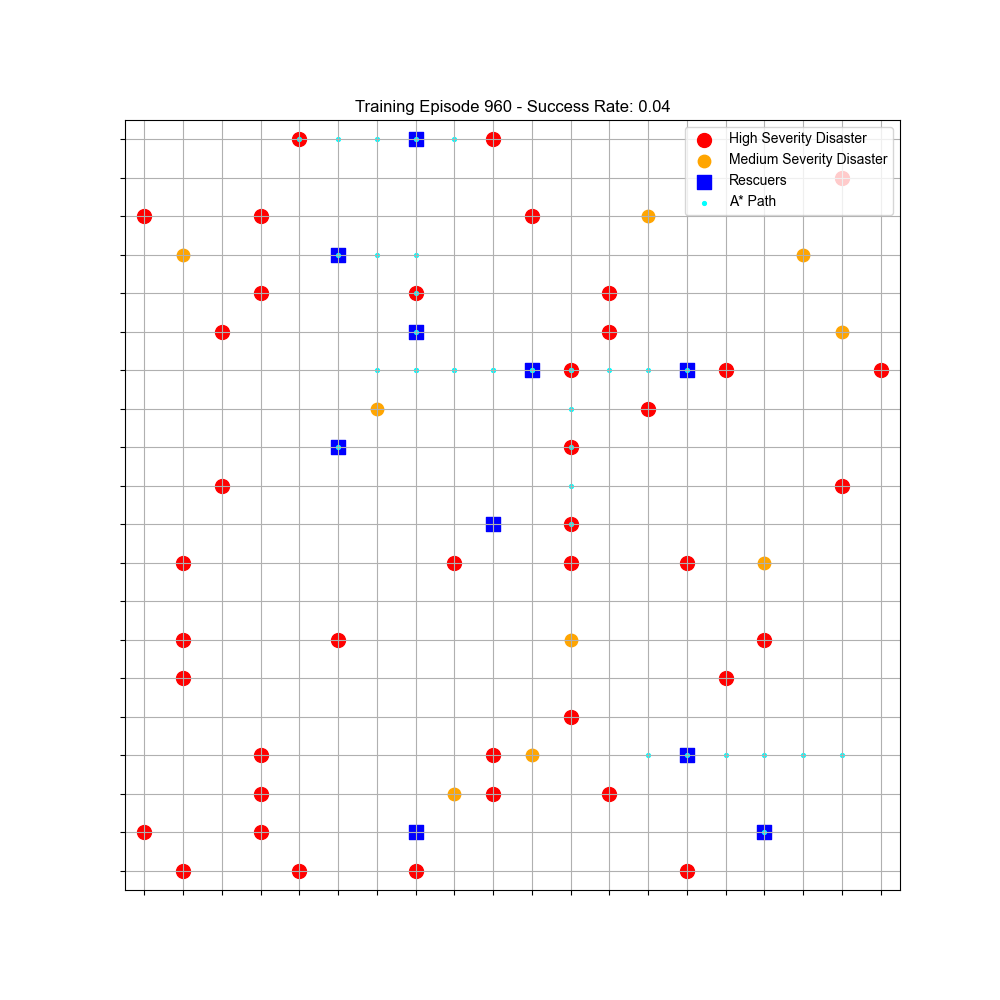 Training Episode 960 - Success Rate: 0.04
High Severity Disaster
Medium Severity Disaster
Rescuers
A* Path